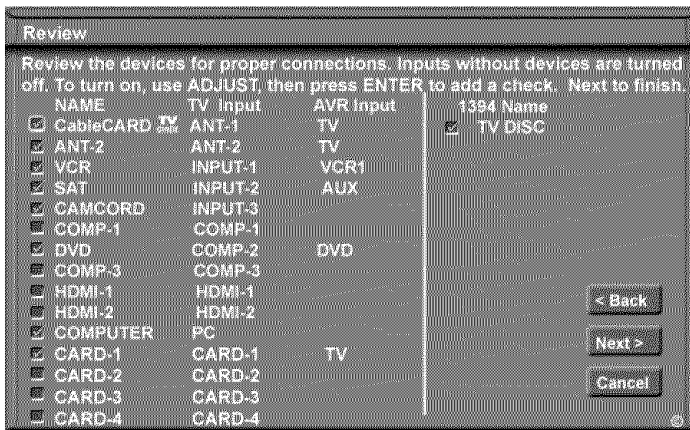 Review
Review the devices for proper connections. Inputs without devices are turned
off. To turn on, use ADJUST, then press ENTER to add a check. Next to finish.
NAME TV Input AVR Input 1394 Name
CableCARD TV ANT-1 TV TV DISC
ANT-2 ANT-2 TV
VCR INPUT-1 VCR1
SAT INPUT-2 AUX
CAMCORD INPUT-3
COMP-1 COMP-1
DVD COMP-2 DVD
COMP-3 COMP-3
HDMI-1 HDMI-1
HDMI-2 HDMI-2
COMPUTER PC
CARD-1 CARD-1 TV
CARD-2 CARD-2
CARD-3 CARD-3
CARD-4 CARD-4
< Back
Next >
Cancel
©